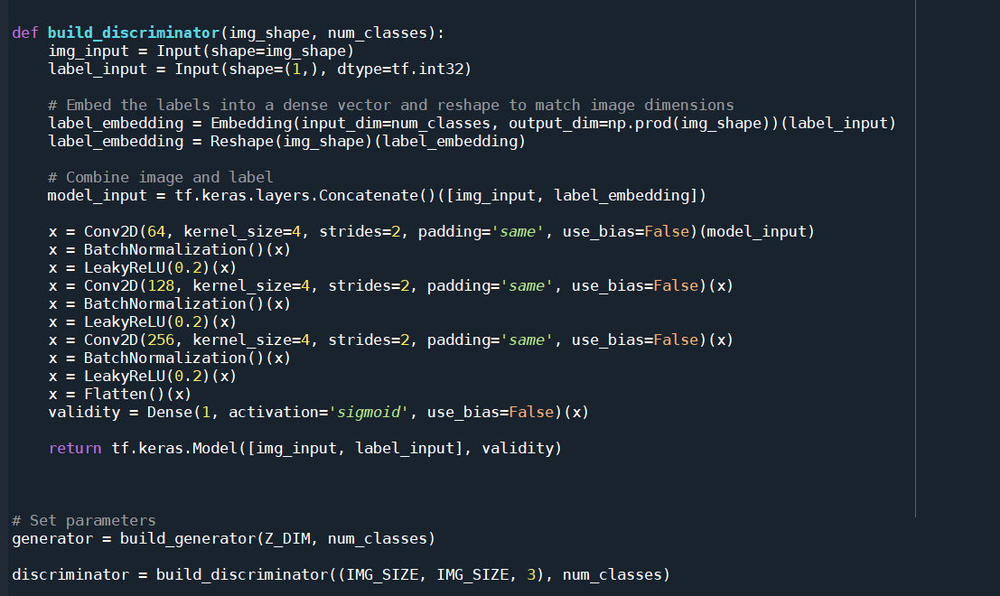 def build_discriminator(img_shape, num_classes):
    img_input = Input(shape=img_shape)
    label_input = Input(shape=(1,), dtype=tf.int32)

    # Embed the labels into a dense vector and reshape to match image dimensions
    label_embedding = Embedding(input_dim=num_classes, output_dim=np.prod(img_shape))(label_input)
    label_embedding = Reshape(img_shape)(label_embedding)

    # Combine image and label
    model_input = tf.keras.layers.Concatenate()([img_input, label_embedding])

    x = Conv2D(64, kernel_size=4, strides=2, padding='same', use_bias=False)(model_input)
    x = BatchNormalization()(x)
    x = LeakyReLU(0.2)(x)
    x = Conv2D(128, kernel_size=4, strides=2, padding='same', use_bias=False)(x)
    x = BatchNormalization()(x)
    x = LeakyReLU(0.2)(x)
    x = Conv2D(256, kernel_size=4, strides=2, padding='same', use_bias=False)(x)
    x = BatchNormalization()(x)
    x = LeakyReLU(0.2)(x)
    x = Flatten()(x)
    validity = Dense(1, activation='sigmoid', use_bias=False)(x)

    return tf.keras.Model([img_input, label_input], validity)

# Set parameters
generator = build_generator(Z_DIM, num_classes)

discriminator = build_discriminator((IMG_SIZE, IMG_SIZE, 3), num_classes)